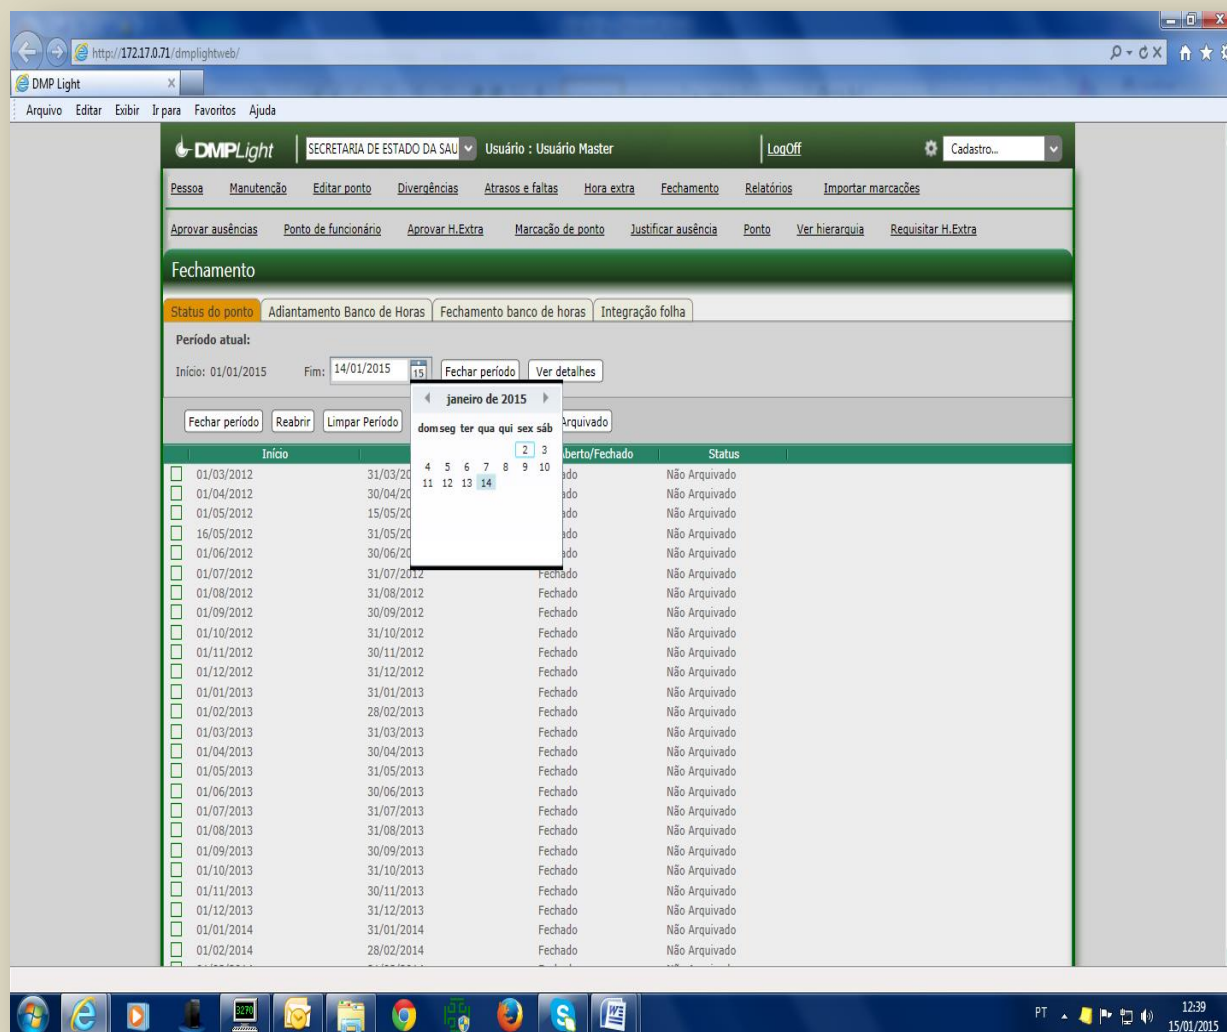 http://172.17.0.71/dmplightweb/
DMP Light
Arquivo Editar Exibir Ir para Favoritos Ajuda
DMPLight SECRETARIA DE ESTADO DA SAU Usuário : Usuário Master LogOff Cadastro...
Pessoa Manutenção Editar ponto Divergências Atrasos e faltas Hora extra Fechamento Relatórios Importar marcações
Aprovar ausências Ponto de funcionário Aprovar H.Extra Marcação de ponto Justificar ausência Ponto Ver hierarquia Requisitar H.Extra
Fechamento
Status do ponto Adiantamento Banco de Horas Fechamento banco de horas Integração folha
Período atual:
Início: 01/01/2015 Fim: 14/01/2015 15 Fechar período Ver detalhes
janeiro de 2015
dom seg ter qua qui sex sáb
2 3
4 5 6 7 8 9 10
11 12 13 14
Fechar período Reabrir Limpar Período Arquivado
Início berto/Fechado Status
01/03/2012 31/03/20 ado Não Arquivado
01/04/2012 30/04/20 ado Não Arquivado
01/05/2012 15/05/20 ado Não Arquivado
16/05/2012 31/05/20 ado Não Arquivado
01/06/2012 30/06/20 ado Não Arquivado
01/07/2012 31/07/2012 Fechado Não Arquivado
01/08/2012 31/08/2012 Fechado Não Arquivado
01/09/2012 30/09/2012 Fechado Não Arquivado
01/10/2012 31/10/2012 Fechado Não Arquivado
01/11/2012 30/11/2012 Fechado Não Arquivado
01/12/2012 31/12/2012 Fechado Não Arquivado
01/01/2013 31/01/2013 Fechado Não Arquivado
01/02/2013 28/02/2013 Fechado Não Arquivado
01/03/2013 31/03/2013 Fechado Não Arquivado
01/04/2013 30/04/2013 Fechado Não Arquivado
01/05/2013 31/05/2013 Fechado Não Arquivado
01/06/2013 30/06/2013 Fechado Não Arquivado
01/07/2013 31/07/2013 Fechado Não Arquivado
01/08/2013 31/08/2013 Fechado Não Arquivado
01/09/2013 30/09/2013 Fechado Não Arquivado
01/10/2013 31/10/2013 Fechado Não Arquivado
01/11/2013 30/11/2013 Fechado Não Arquivado
01/12/2013 31/12/2013 Fechado Não Arquivado
01/01/2014 31/01/2014 Fechado Não Arquivado
01/02/2014 28/02/2014 Fechado Não Arquivado
3270 PT 12:39
15/01/2015